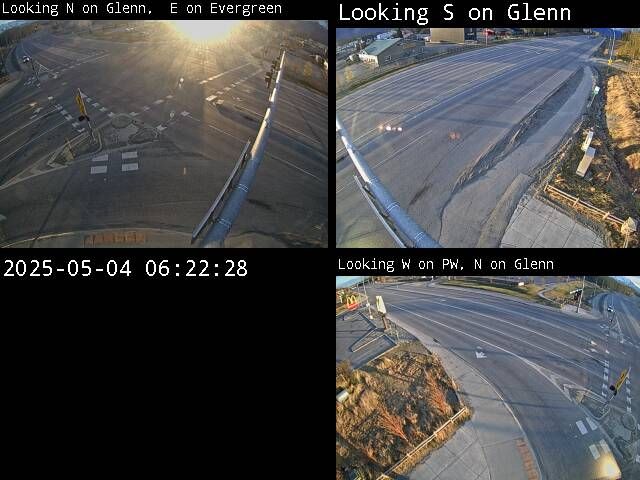 Looking N on Glenn,  E on Evergreen
Looking S on Glenn
2025-05-04 06:22:28
Looking W on PW, N on Glenn